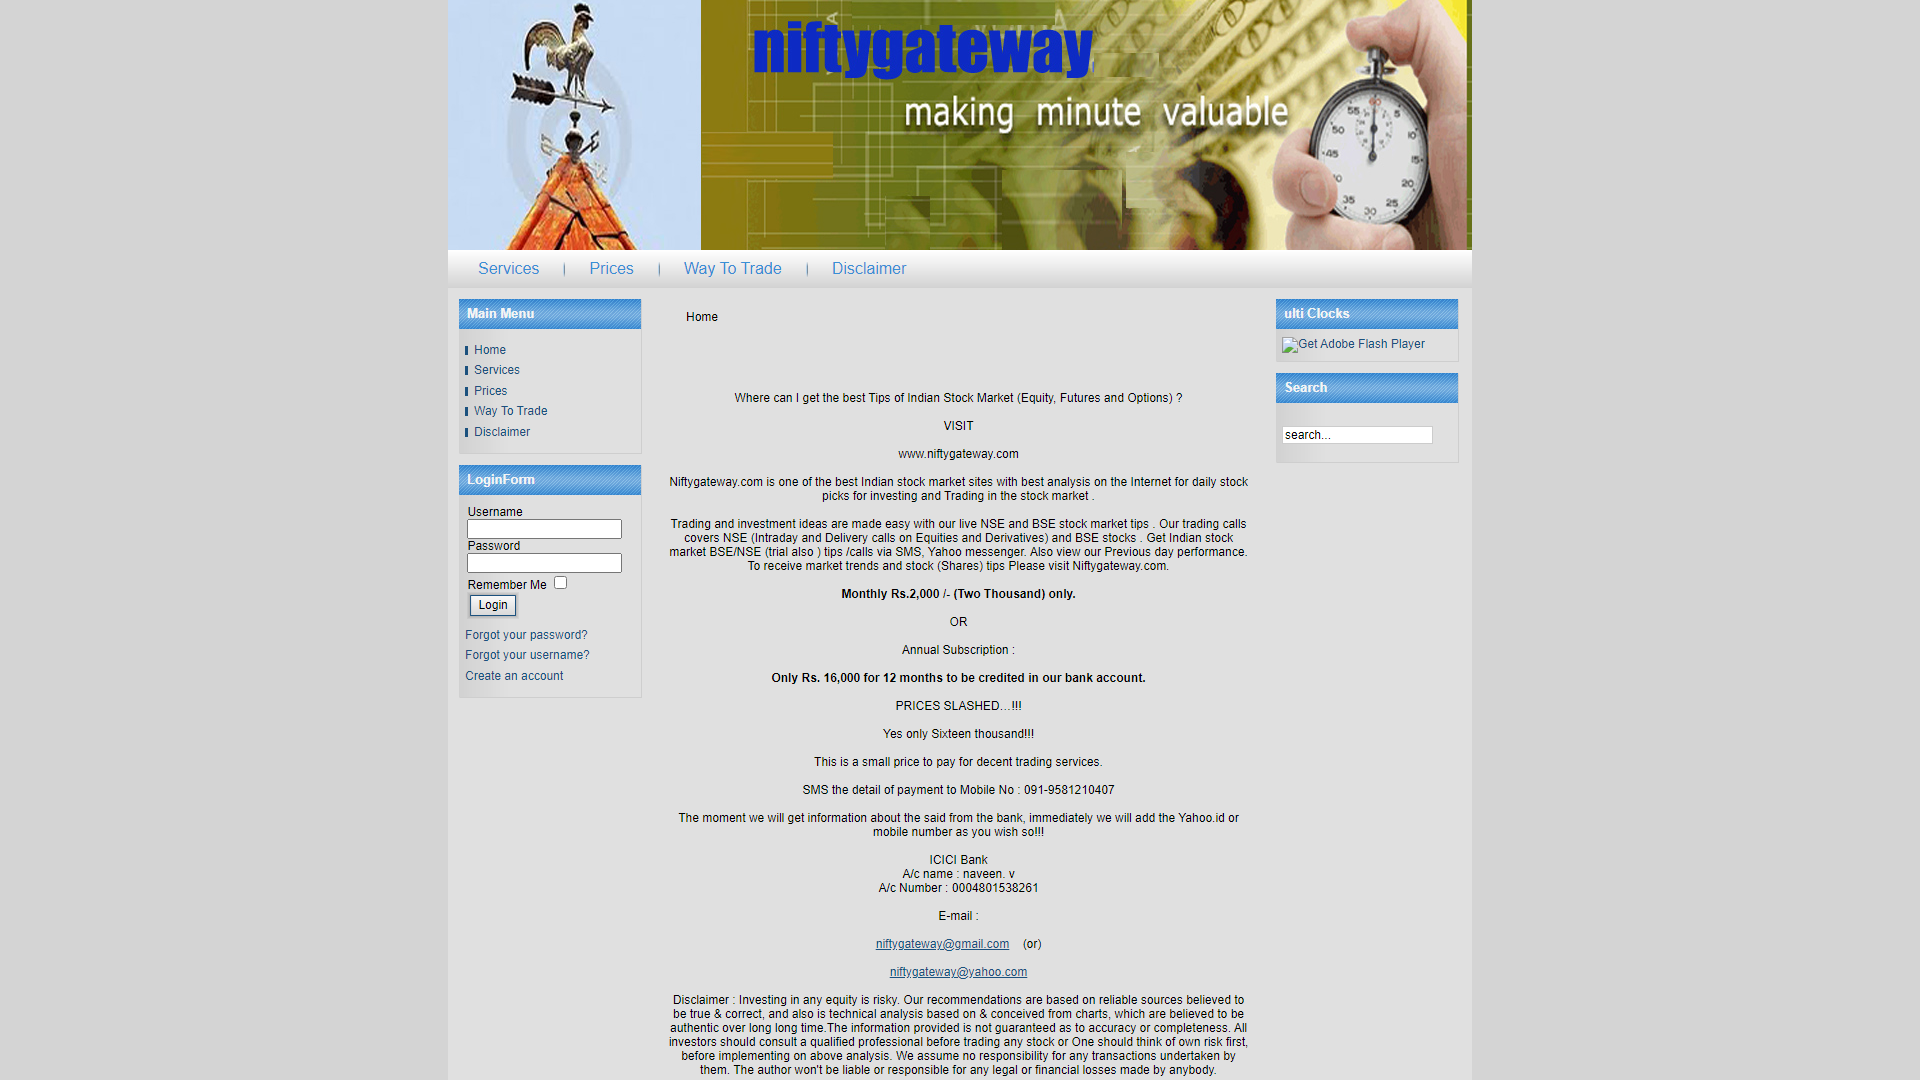 niftygateway
making minute valuable
Services | Prices | Way To Trade | Disclaimer
Main Menu
Home
Services
Prices
Way To Trade
Disclaimer
LoginForm
Username
Password
Remember Me
Login
Forgot your password?
Forgot your username?
Create an account
Home
Where can I get the best Tips of Indian Stock Market (Equity, Futures and Options) ?
VISIT
www.niftygateway.com
Niftygateway.com is one of the best Indian stock market sites with best analysis on the Internet for daily stock
picks for investing and Trading in the stock market .
Trading and investment ideas are made easy with our live NSE and BSE stock market tips . Our trading calls
covers NSE (Intraday and Delivery calls on Equities and Derivatives) and BSE stocks . Get Indian stock
market BSE/NSE (trial also ) tips /calls via SMS, Yahoo messenger. Also view our Previous day performance.
To receive market trends and stock (Shares) tips Please visit Niftygateway.com.
Monthly Rs.2,000 /- (Two Thousand) only.
OR
Annual Subscription :
Only Rs. 16,000 for 12 months to be credited in our bank account.
PRICES SLASHED…!!!
Yes only Sixteen thousand!!!
This is a small price to pay for decent trading services.
SMS the detail of payment to Mobile No : 091-9581210407
The moment we will get information about the said from the bank, immediately we will add the Yahoo.id or
mobile number as you wish so!!!
ICICI Bank
A/c name : naveen. v
A/c Number : 0004801538261
E-mail :
niftygateway@gmail.com (or)
niftygateway@yahoo.com
Disclaimer : Investing in any equity is risky. Our recommendations are based on reliable sources believed to
be true & correct, and also is technical analysis based on & conceived from charts, which are believed to be
authentic over long long time.The information provided is not guaranteed as to accuracy or completeness. All
investors should consult a qualified professional before trading any stock or One should think of own risk first,
before implementing on above analysis. We assume no responsibility for any transactions undertaken by
them. The author won't be liable or responsible for any legal or financial losses made by anybody.
ulti Clocks
Get Adobe Flash Player
Search
search...
60
5
10
15
20
25
30
35
45
50
55